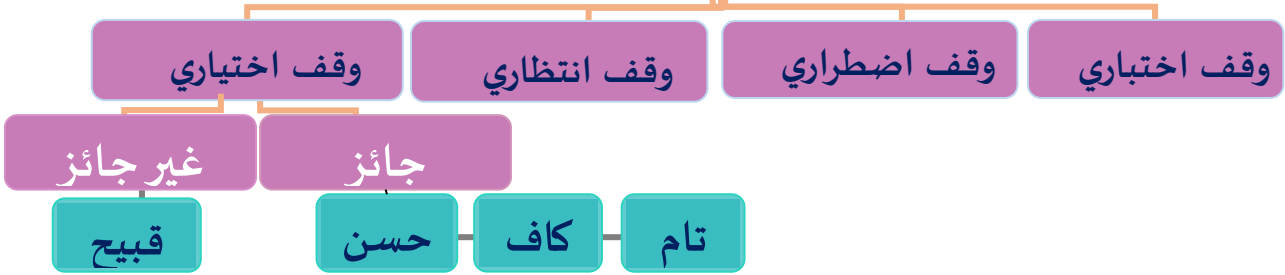 وقف اختباري
وقف اضطراري
وقف انتظاري
وقف اختياري
جائز
غير جائز
تام
كاف
حسن
قبيح